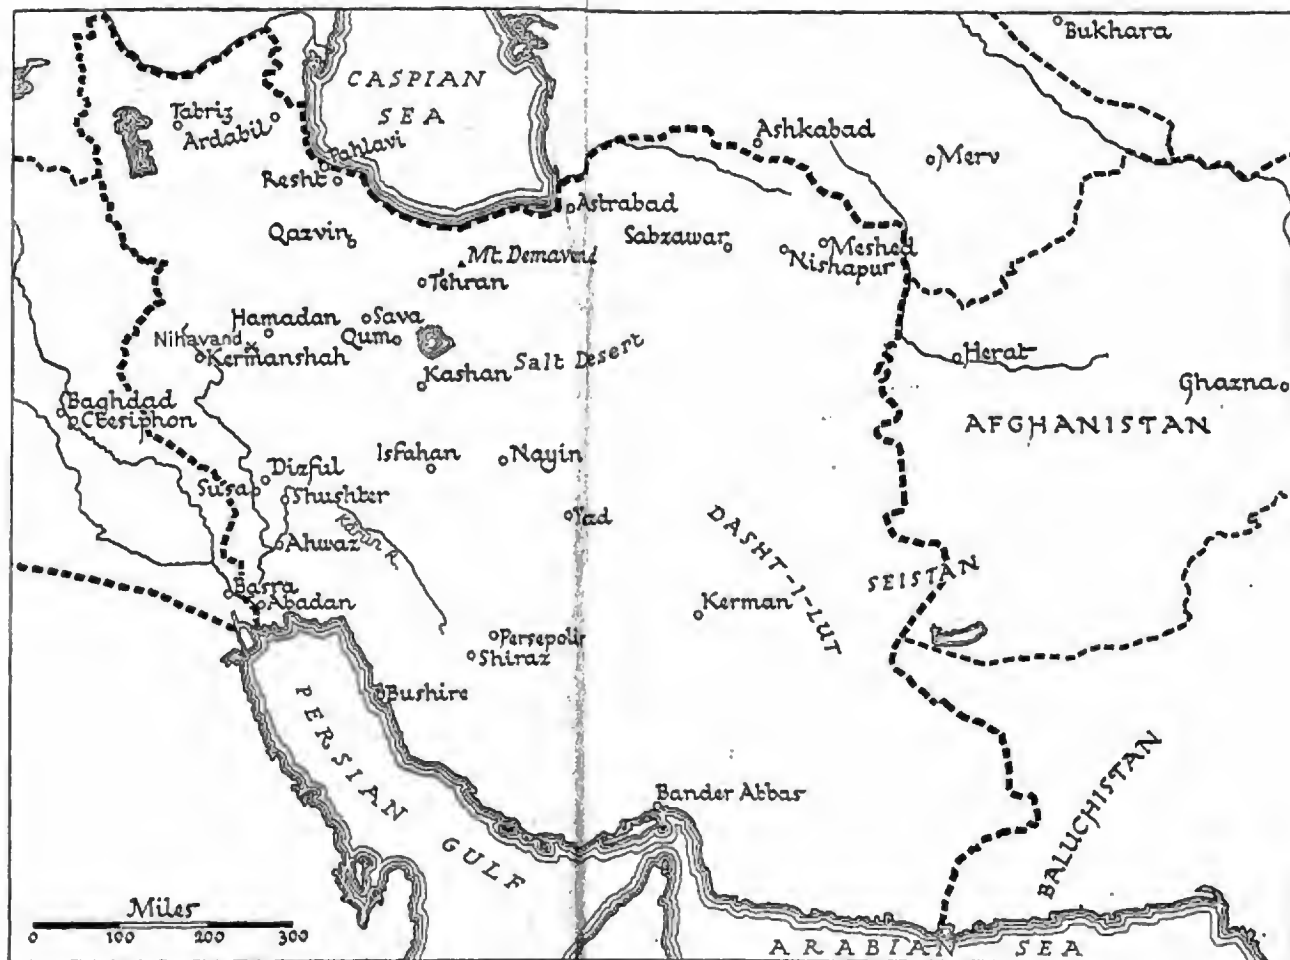 Bukhara
CASPIAN
SEA
Tabriz
Ardabil
Ashkabad
Merv
Pahlavi
Resht
Astrabad
Qazvin
Sabzawar
Meshed
Nishapur
Mt. Demavend
Tehran
Hamadan
Sava
Nihavand
Qum
Kermanshah
Salt Desert
Herat
Kashan
Ghazna
Baghdad
Ctesiphon
AFGHANISTAN
Isfahan
Nayin
Dizful
Susa
Shushter
Karun R.
DASHT-I-LUT
Ahwaz
SEISTAN
Basra
Abadan
Kerman
Persepolis
Shiraz
Bushire
PERSIAN
GULF
Bander Abbas
BALUCHISTAN
Miles
0 100 200 300
ARABIAN SEA